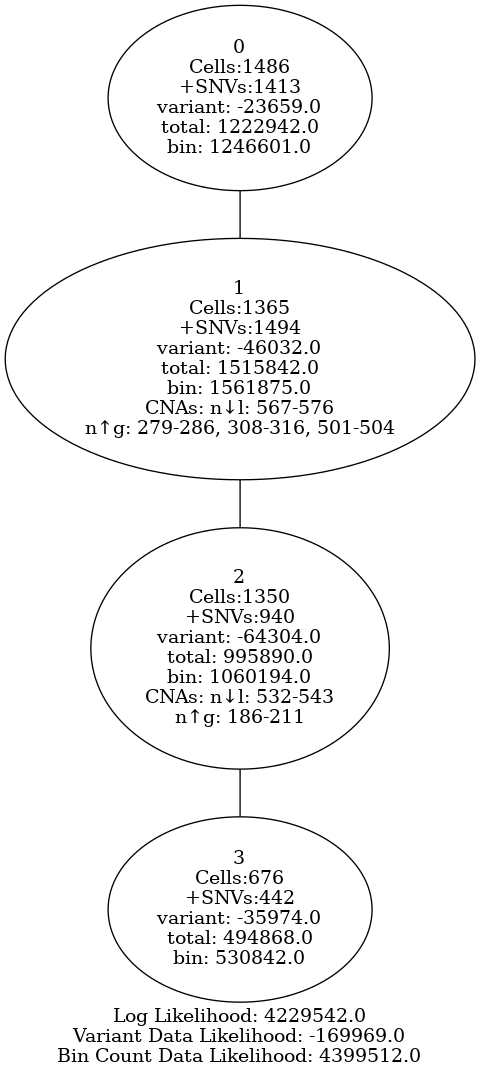 0
Cells:1486
+SNVs:1413
variant: -23659.0
total: 1222942.0
bin: 1246601.0
1
Cells:1365
+SNVs:1494
variant: -46032.0
total: 1515842.0
bin: 1561875.0
CNAs: n↓l: 567-576
n↑g: 279-286, 308-316, 501-504
2
Cells:1350
+SNVs:940
variant: -64304.0
total: 995890.0
bin: 1060194.0
CNAs: n↓l: 532-543
n↑g: 186-211
3
Cells:676
+SNVs:442
variant: -35974.0
total: 494868.0
bin: 530842.0
Log Likelihood: 4229542.0
Variant Data Likelihood: -169969.0
Bin Count Data Likelihood: 4399512.0